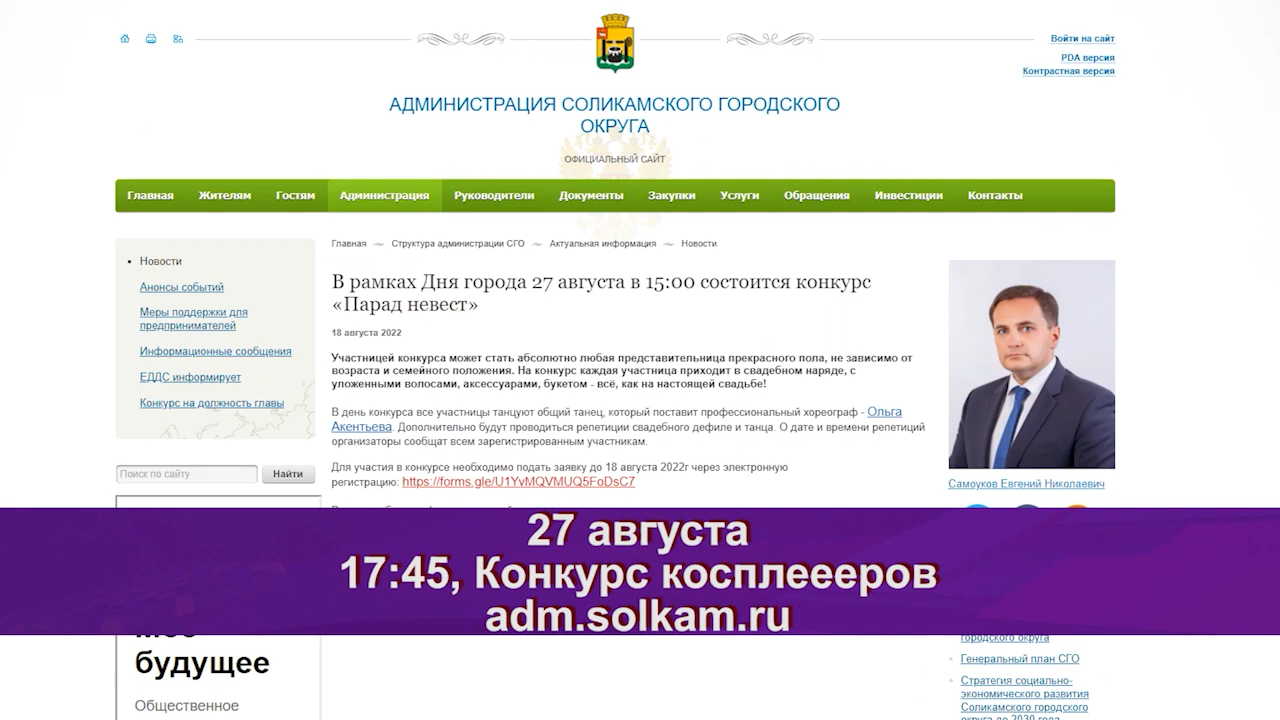 Войти на сайт
PDA версия
Контрастная версия
АДМИНИСТРАЦИЯ СОЛИКАМСКОГО ГОРОДСКОГО
ОКРУГА
ОФИЦИАЛЬНЫЙ САЙТ
Главная Жителям Гостям Администрация Руководители Документы Закупки Услуги Обращения Инвестиции Контакты
Новости
Анонсы событий
Меры поддержки для
предпринимателей
Информационные сообщения
ЕДДС информирует
Конкурс на должность главы
Поиск по сайту Найти
Главная Структура администрации СГО Актуальная информация Новости
В рамках Дня города 27 августа в 15:00 состоится конкурс
«Парад невест»
18 августа 2022
Участницей конкурса может стать абсолютно любая представительница прекрасного пола, не зависимо от
возраста и семейного положения. На конкурс каждая участница приходит в свадебном наряде, с
уложенными волосами, аксессуарами, букетом - всё, как на настоящей свадьбе!
В день конкурса все участницы танцуют общий танец, который поставит профессиональный хореограф - Ольга
Акентьева. Дополнительно будут проводиться репетиции свадебного дефиле и танца. О дате и времени репетиций
организаторы сообщат всем зарегистрированным участникам.
Для участия в конкурсе необходимо подать заявку до 18 августа 2022г через электронную
регистрацию: https://forms.gle/U1YvMQVMUQ5FoDsC7
Самоуков Евгений Николаевич
27 августа
17:45, Конкурс косплеееров
adm.solkam.ru
будущее
Общественное
городского округа
Генеральный план СГО
Стратегия социально-
экономического развития
Соликамского городского
округа до 2030 года